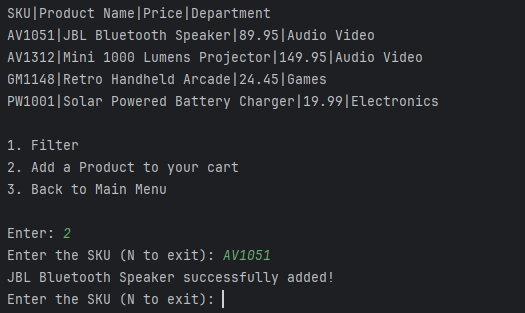 SKU|Product Name|Price|Department
AV1051|JBL Bluetooth Speaker|89.95|Audio Video
AV1312|Mini 1000 Lumens Projector|149.95|Audio Video
GM1148|Retro Handheld Arcade|24.45|Games
PW1001|Solar Powered Battery Charger|19.99|Electronics
1. Filter
2. Add a Product to your cart
3. Back to Main Menu
Enter: 2
Enter the SKU (N to exit): AV1051
JBL Bluetooth Speaker successfully added!
Enter the SKU (N to exit):